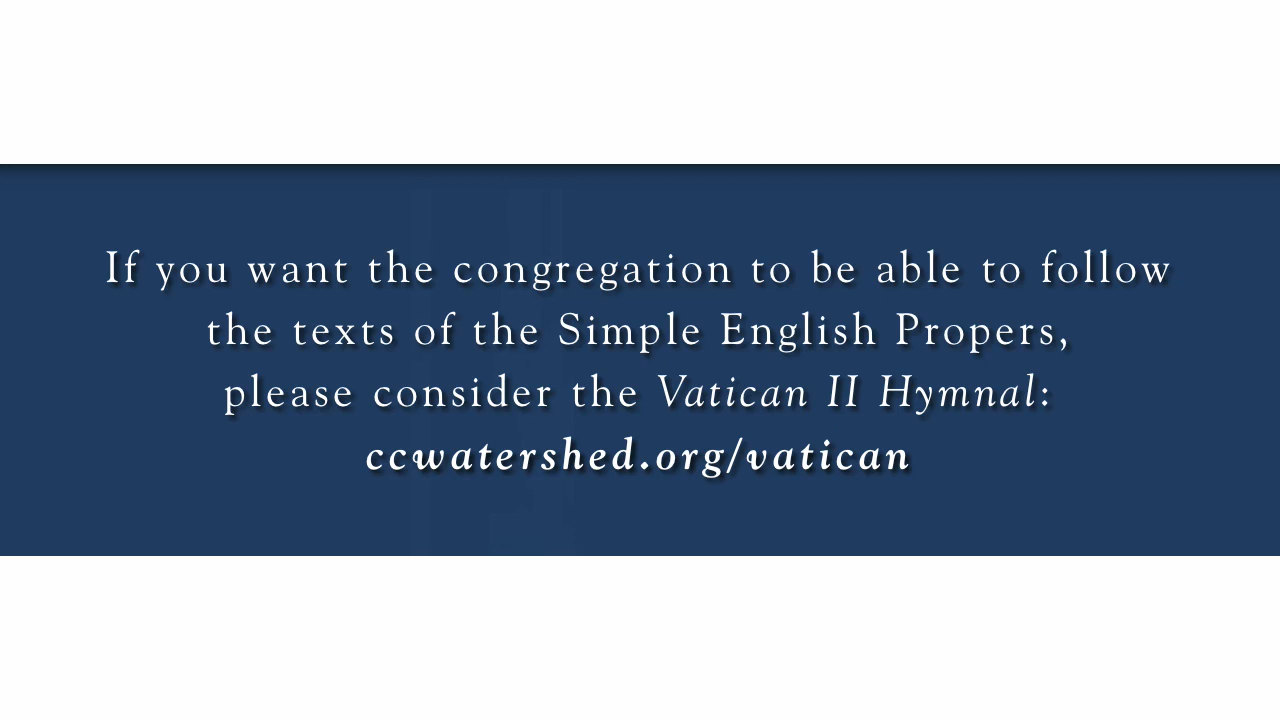 If you want the congregation to be able to follow
the texts of the Simple English Propers,
please consider the Vatican II Hymnal:
ccwatershed.org/vatican